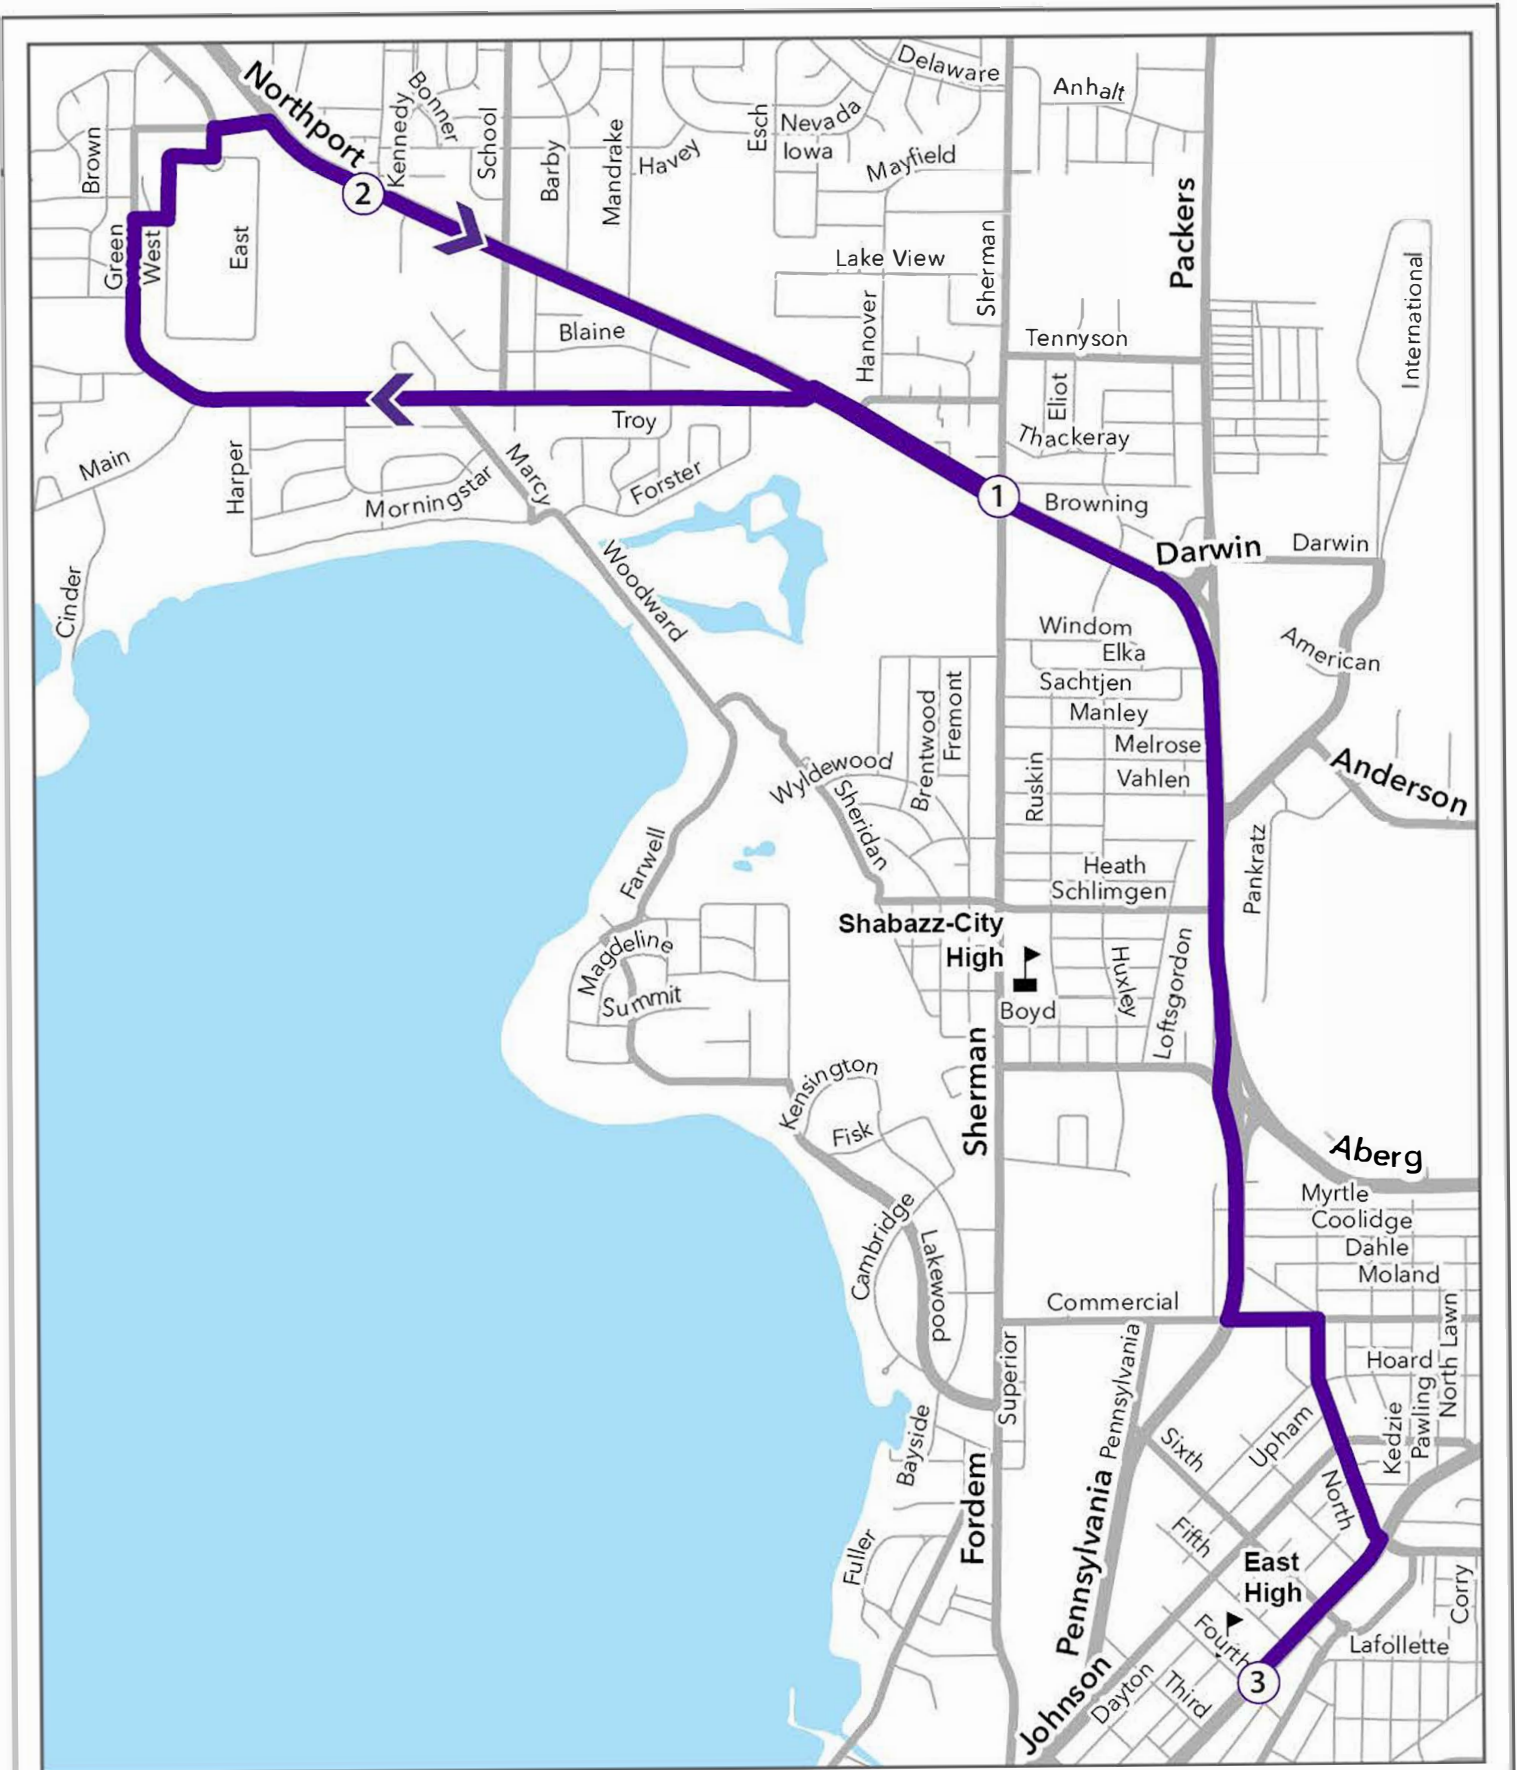 Northport
Bonner
Kennedy
School
Barby
Mandrake
Havey
Esch
Delaware
Nevada
Iowa
Mayfield
Anhalt
Brown
2
Green
West
East
Packers
Sherman
Lake View
Hanover
International
Blaine
Tennyson
Eliot
Thackeray
Troy
Main
Harper
Marcy
Morningstar
Forster
1
Browning
Darwin
Darwin
Cinder
Woodward
Windom
Elka
American
Sachtjen
Manley
Melrose
Vahlen
Fremont
Brentwood
Wyldewood
Sheridan
Ruskin
Anderson
Farwell
Pankratz
Heath
Schlimgen
Shabazz-City
High
Boyd
Huxley
Loftsgordon
Magdeline
Summit
Sherman
Kensington
Fisk
Aberg
Myrtle
Coolidge
Dahle
Moland
Cambridge
Lakewood
Commercial
Superior
Pennsylvania
Pennsylvania
Hoard
North Lawn
Pawling
Kedzie
Bayside
Sixth
Upham
North
Fordem
Fuller
Fifth
East
High
Corry
Fourth
Lafollette
3
Johnson
Dayton
Third